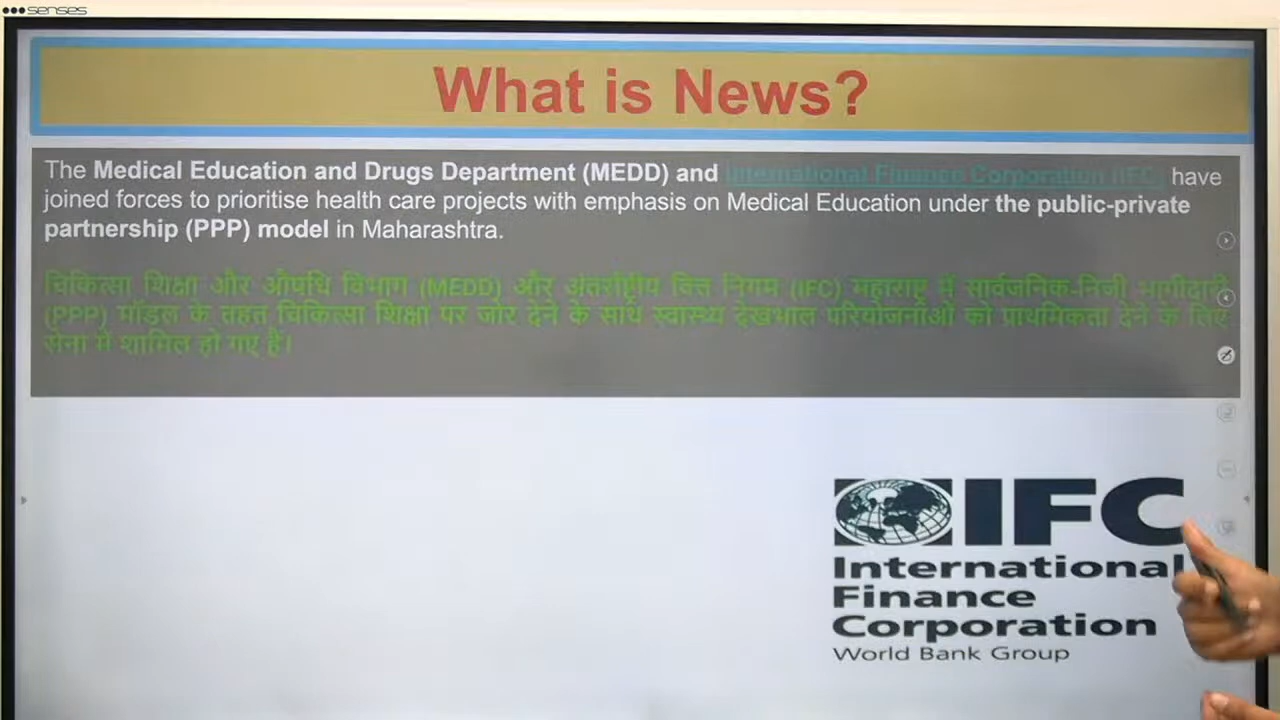 senses
What is News?
The Medical Education and Drugs Department (MEDD) and International Finance Corporation (IFC) have
joined forces to prioritise health care projects with emphasis on Medical Education under the public-private
partnership (PPP) model in Maharashtra.
चिकित्सा शिक्षा और औषधि विभाग (MEDD) और अंतर्राष्ट्रीय वित्त निगम (IFC) महाराष्ट्र में सार्वजनिक-निजी भागीदारी
(PPP) मॉडल के तहत चिकित्सा शिक्षा पर जोर देने के साथ स्वास्थ्य देखभाल परियोजनाओं को प्राथमिकता देने के लिए
सेना में शामिल हो गए हैं।
IFC
International
Finance
Corporation
World Bank Group